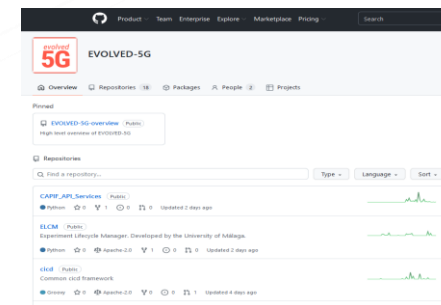 Product Team Enterprise Explore Marketplace Pricing Search
evolved
5G
EVOLVED-5G
Overview Repositories 18 Packages People 2 Projects
Pinned
EVOLVED-5G-overview Public
High level overview of EVOLVED-5G
Repositories
Find a repository... Type Language Sort
CAPIF_API_Services Public
Python 0 1 0 0 Updated 2 days ago
ELCM Public
Experiment Lifecycle Manager. Developed by the University of Málaga.
Python 0 Apache-2.0 1 0 0 Updated 2 days ago
cicd Public
Common cicd framework
Groovy 0 Apache-2.0 0 0 1 Updated 4 days ago